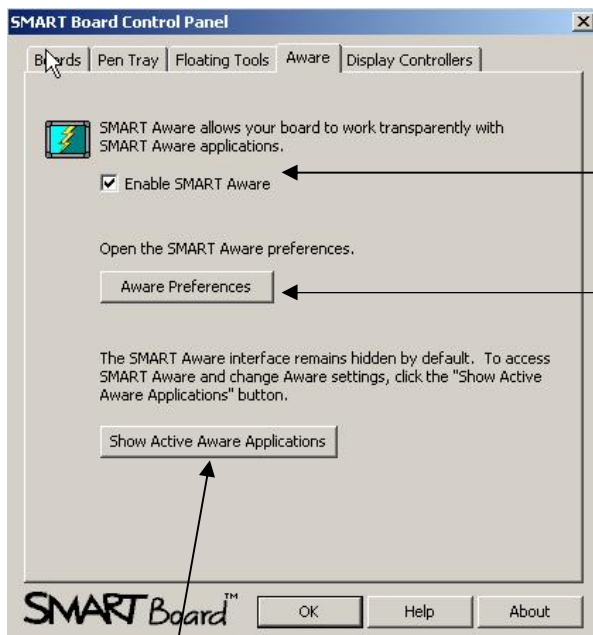 SMART Board Control Panel
Boards
Pen Tray
Floating Tools
Aware
Display Controllers
SMART Aware allows your board to work transparently with
SMART Aware applications.
Enable SMART Aware
Open the SMART Aware preferences.
Aware Preferences
The SMART Aware interface remains hidden by default. To access
SMART Aware and change Aware settings, click the "Show Active
Aware Applications" button.
Show Active Aware Applications
SMART Board™
OK
Help
About